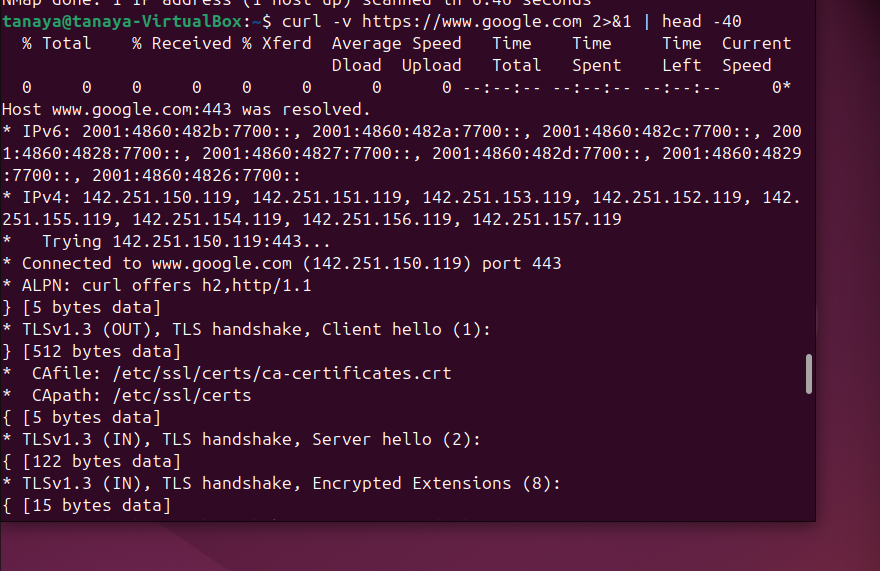 Nmap done: 1 IP address (1 host up) scanned in 6.46 seconds
tanaya@tanaya-VirtualBox:~$ curl -v https://www.google.com 2>&1 | head -40
  % Total    % Received % Xferd  Average Speed   Time    Time     Time  Current
                                 Dload  Upload   Total   Spent    Left  Speed
  0     0    0     0    0     0      0      0 --:--:-- --:--:-- --:--:--     0*
Host www.google.com:443 was resolved.
* IPv6: 2001:4860:482b:7700::, 2001:4860:482a:7700::, 2001:4860:482c:7700::, 200
1:4860:4828:7700::, 2001:4860:4827:7700::, 2001:4860:482d:7700::, 2001:4860:4829
:7700::, 2001:4860:4826:7700::
* IPv4: 142.251.150.119, 142.251.151.119, 142.251.153.119, 142.251.152.119, 142.
251.155.119, 142.251.154.119, 142.251.156.119, 142.251.157.119
*   Trying 142.251.150.119:443...
* Connected to www.google.com (142.251.150.119) port 443
* ALPN: curl offers h2,http/1.1
} [5 bytes data]
* TLSv1.3 (OUT), TLS handshake, Client hello (1):
} [512 bytes data]
*  CAfile: /etc/ssl/certs/ca-certificates.crt
*  CApath: /etc/ssl/certs
{ [5 bytes data]
* TLSv1.3 (IN), TLS handshake, Server hello (2):
{ [122 bytes data]
* TLSv1.3 (IN), TLS handshake, Encrypted Extensions (8):
{ [15 bytes data]